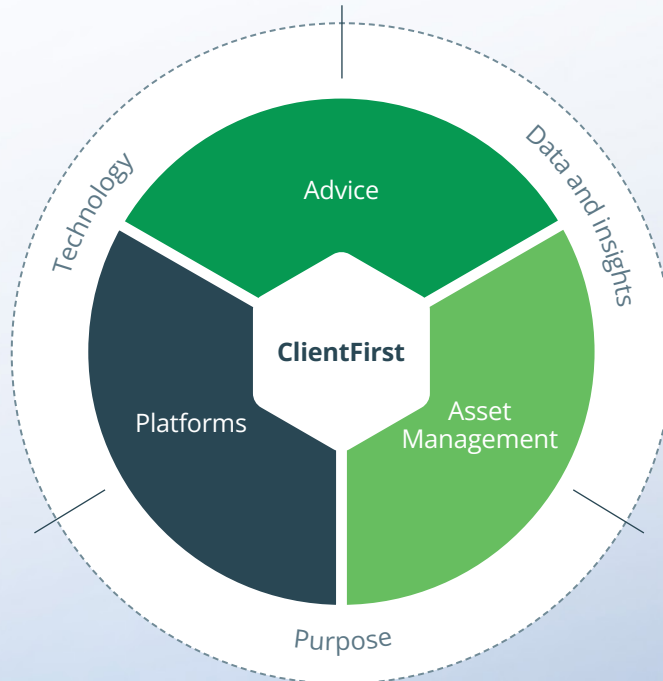 Technology
Data and insights
Advice
ClientFirst
Platforms
Asset
Management
Purpose